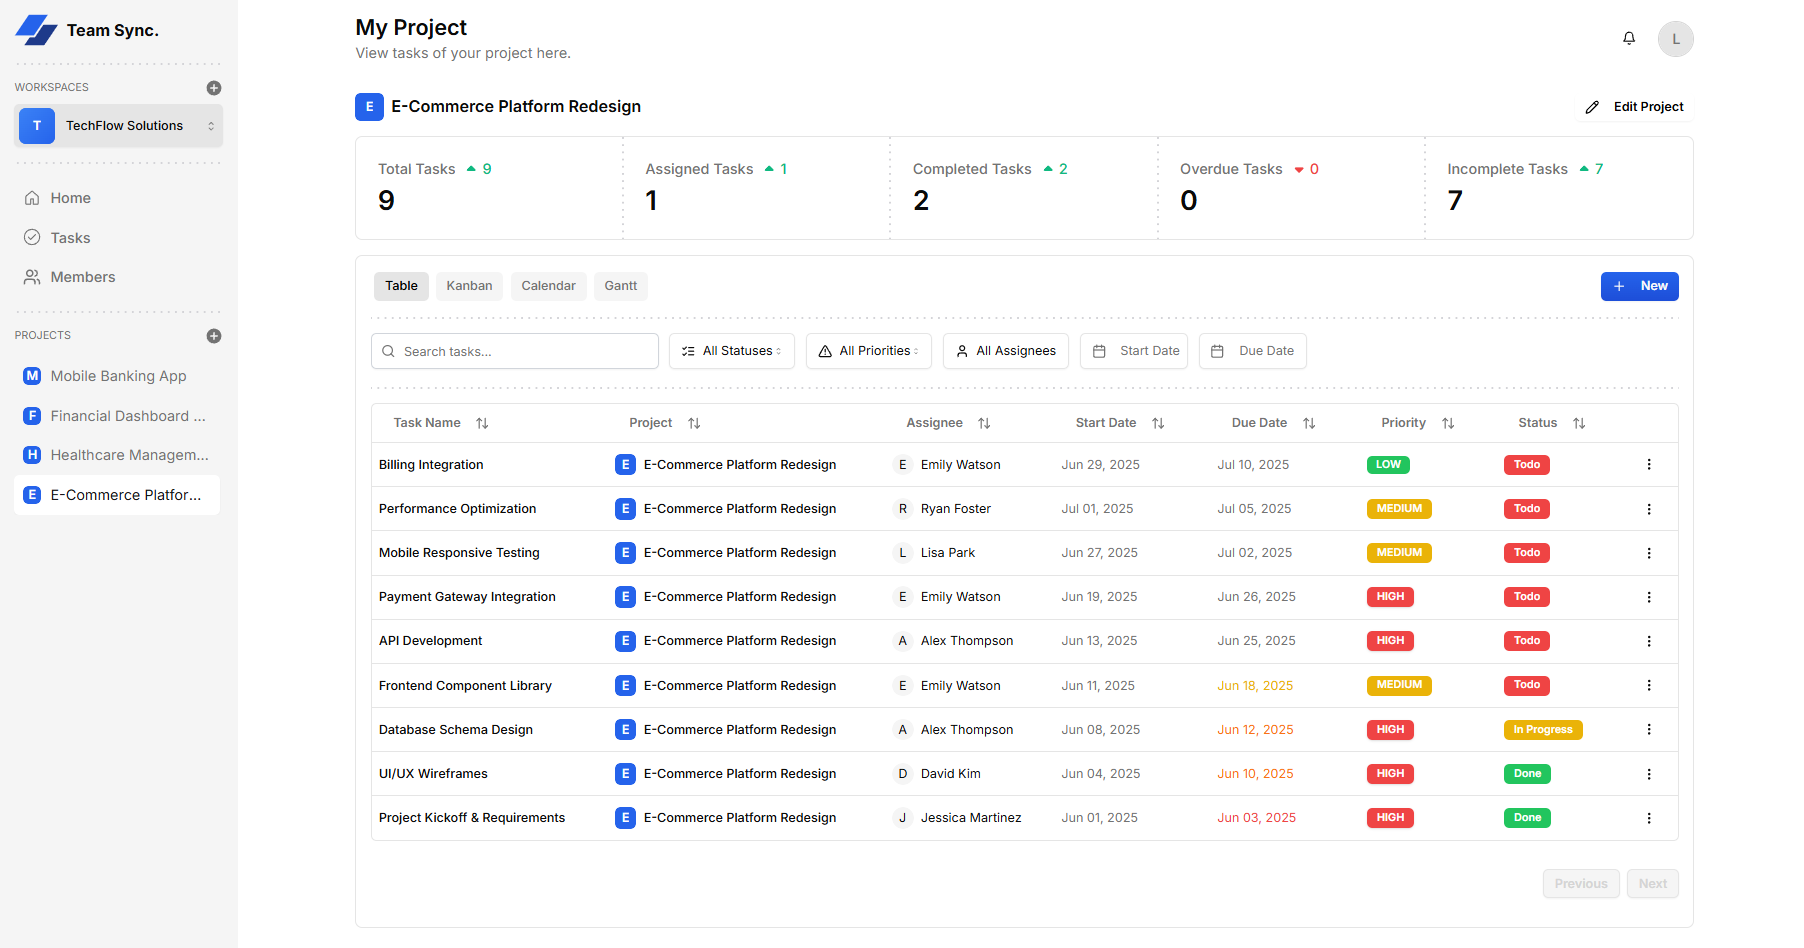 Team Sync.
WORKSPACES
T TechFlow Solutions
Home
Tasks
Members
PROJECTS
M Mobile Banking App
F Financial Dashboard ...
H Healthcare Managem...
E E-Commerce Platfor...
My Project
View tasks of your project here.
L
E E-Commerce Platform Redesign
Edit Project
Total Tasks 9
9
Assigned Tasks 1
1
Completed Tasks 2
2
Overdue Tasks 0
0
Incomplete Tasks 7
7
Table Kanban Calendar Gantt
New
Search tasks... All Statuses All Priorities All Assignees Start Date Due Date
Task Name Project Assignee Start Date Due Date Priority Status
Billing Integration E E-Commerce Platform Redesign E Emily Watson Jun 29, 2025 Jul 10, 2025 LOW Todo
Performance Optimization E E-Commerce Platform Redesign R Ryan Foster Jul 01, 2025 Jul 05, 2025 MEDIUM Todo
Mobile Responsive Testing E E-Commerce Platform Redesign L Lisa Park Jun 27, 2025 Jul 02, 2025 MEDIUM Todo
Payment Gateway Integration E E-Commerce Platform Redesign E Emily Watson Jun 19, 2025 Jun 26, 2025 HIGH Todo
API Development E E-Commerce Platform Redesign A Alex Thompson Jun 13, 2025 Jun 25, 2025 HIGH Todo
Frontend Component Library E E-Commerce Platform Redesign E Emily Watson Jun 11, 2025 Jun 18, 2025 MEDIUM Todo
Database Schema Design E E-Commerce Platform Redesign A Alex Thompson Jun 08, 2025 Jun 12, 2025 HIGH In Progress
UI/UX Wireframes E E-Commerce Platform Redesign D David Kim Jun 04, 2025 Jun 10, 2025 HIGH Done
Project Kickoff & Requirements E E-Commerce Platform Redesign J Jessica Martinez Jun 01, 2025 Jun 03, 2025 HIGH Done
Previous Next